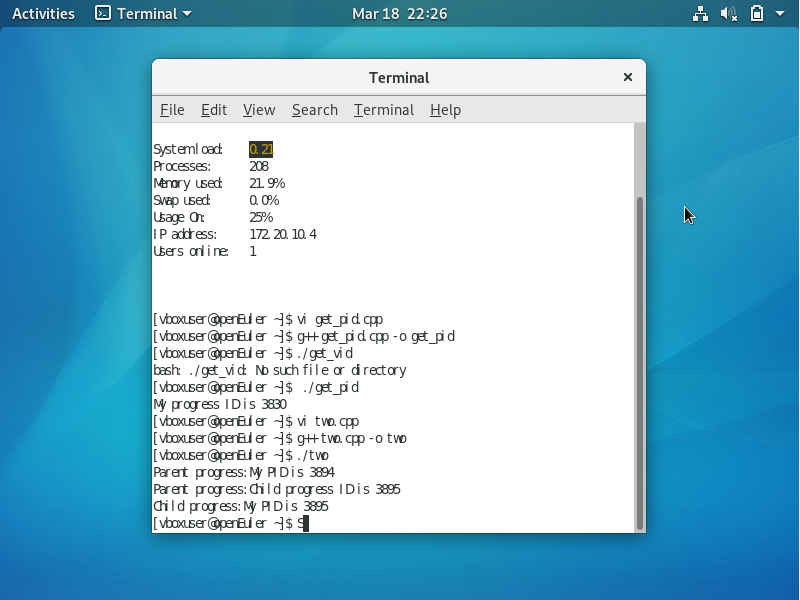 Activities Terminal Mar 18 22:26
Terminal
File Edit View Search Terminal Help
System load: 0.21
Processes: 208
Memory used: 21.9%
Swap used: 0.0%
Usage On: 25%
IP address: 172.20.10.4
Users online: 1
[vboxuser@openEuler ~]$ vi get_pid.cpp
[vboxuser@openEuler ~]$ g++ get_pid.cpp -o get_pid
[vboxuser@openEuler ~]$ ./get_vid
bash: ./get_vid: No such file or directory
[vboxuser@openEuler ~]$  ./get_pid
My progress ID is 3830
[vboxuser@openEuler ~]$ vi two.cpp
[vboxuser@openEuler ~]$ g++ two.cpp -o two
[vboxuser@openEuler ~]$ ./two
Parent progress: My PID is 3894
Parent progress: Child progress ID is 3895
Child progress: My PID is 3895
[vboxuser@openEuler ~]$ S